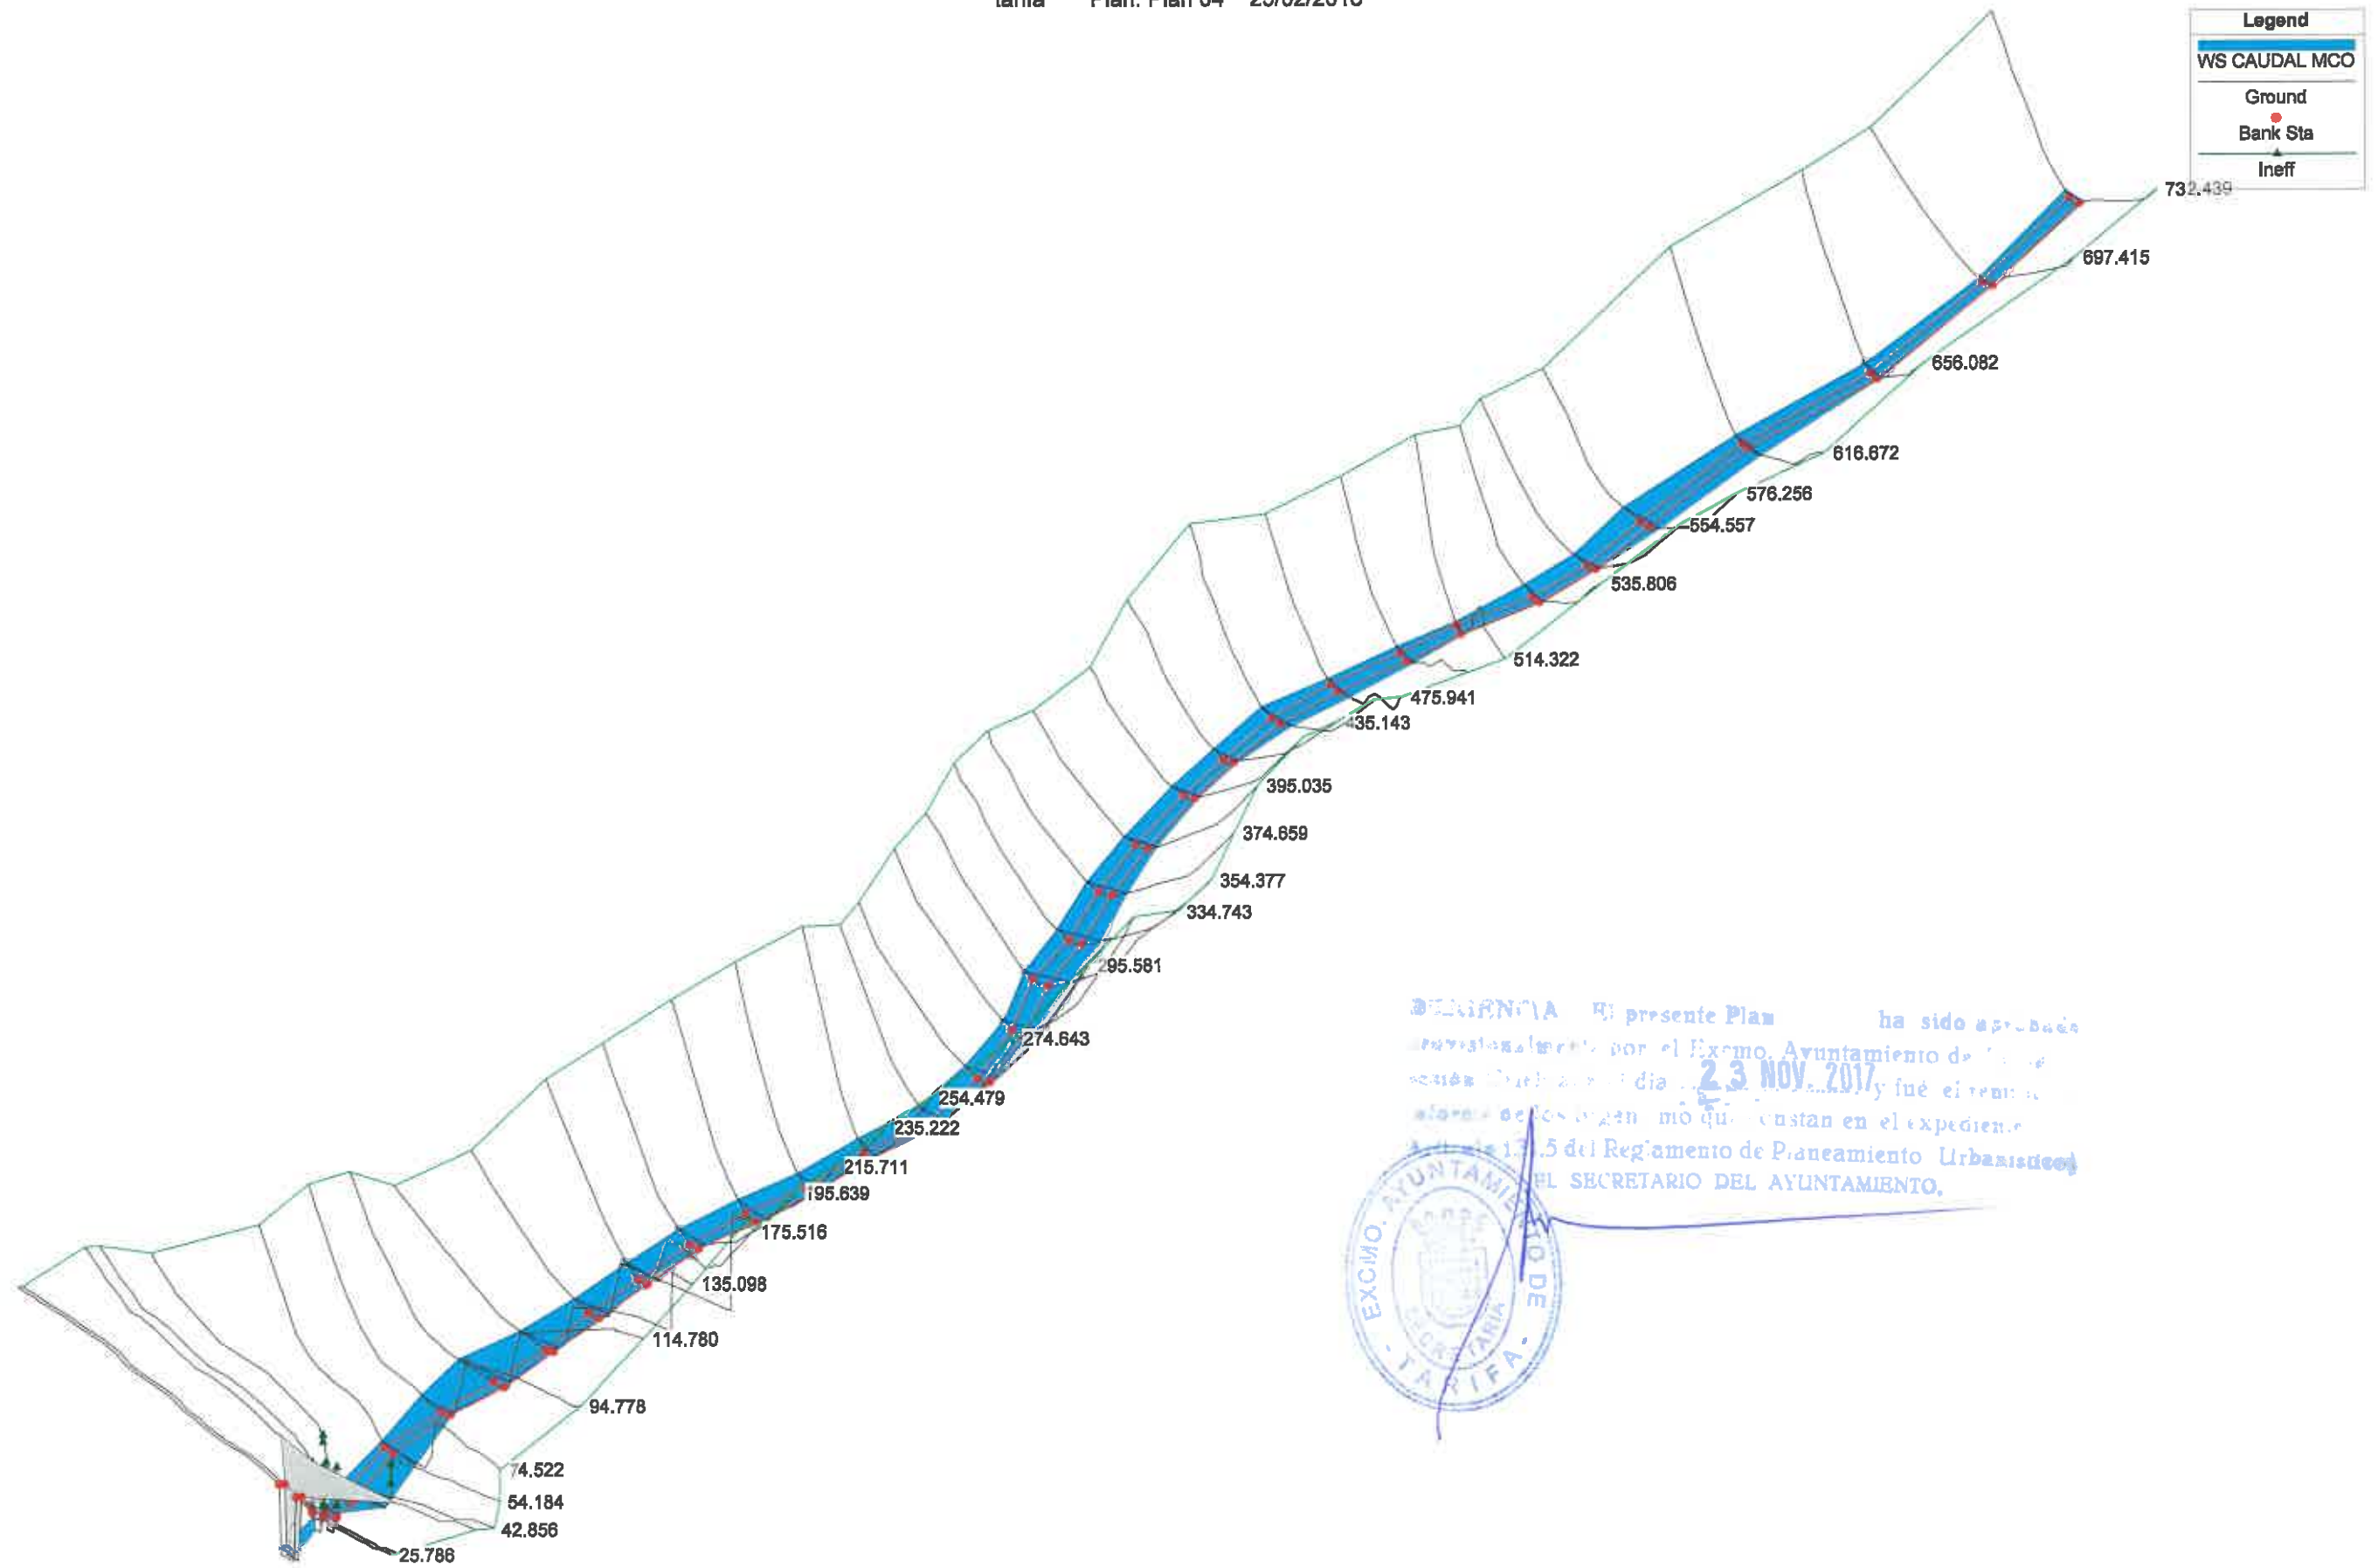 Legend
WS CAUDAL MCO
Ground
Bank Sta
Ineff
732.439
697.415
656.082
616.672
576.256
554.557
535.806
514.322
475.941
435.143
395.035
374.659
354.377
334.743
295.581
274.643
254.479
235.222
215.711
195.639
175.516
135.098
114.780
94.778
74.522
54.184
42.856
25.786
presente Plan ha sido
por el Excmo. Ayuntamiento de
dia 23 NOV. 2017 y fué
en el expediente
del Reglamento de Planeamiento Urbanístico
EL SECRETARIO DEL AYUNTAMIENTO.
EXCMO. AYUNTAMIENTO DE
- TARIFA -
SECRETARIA